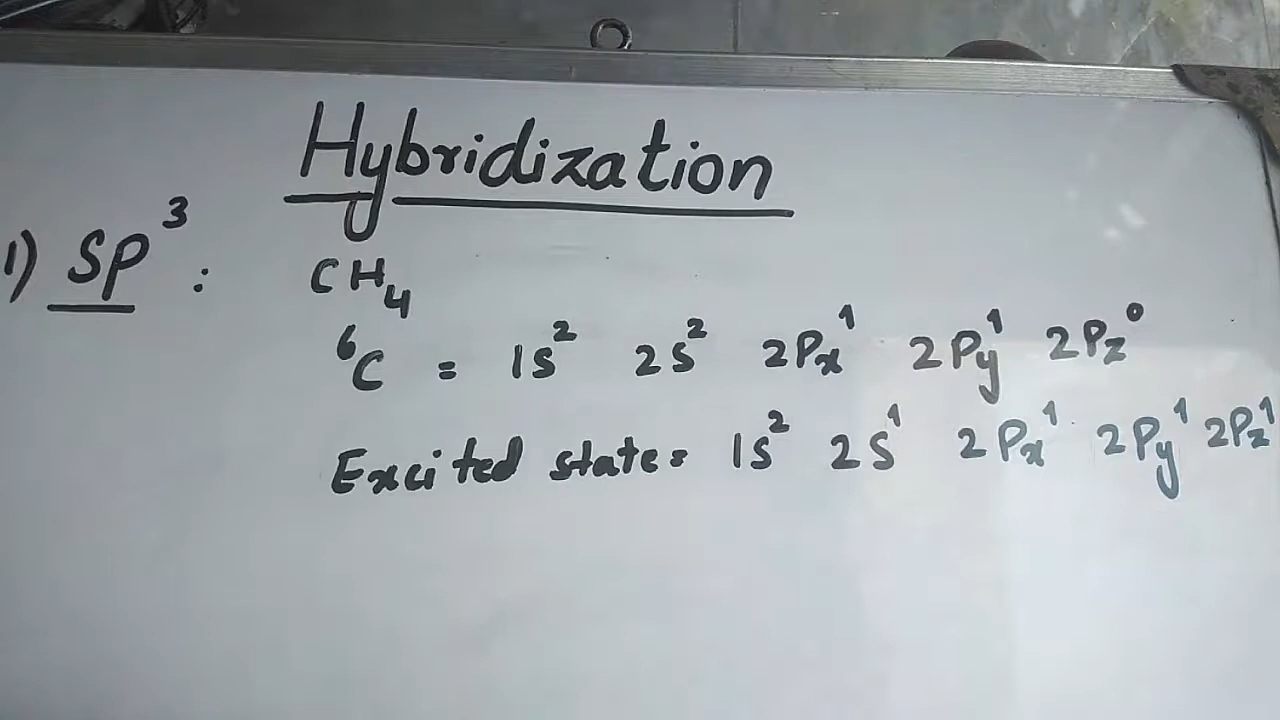 Hybridization
1) SP³ : CH₄
⁶C = 1s² 2s² 2Px¹ 2Py¹ 2Pz⁰
Excited state = 1s² 2s¹ 2Px¹ 2Py¹ 2Pz¹